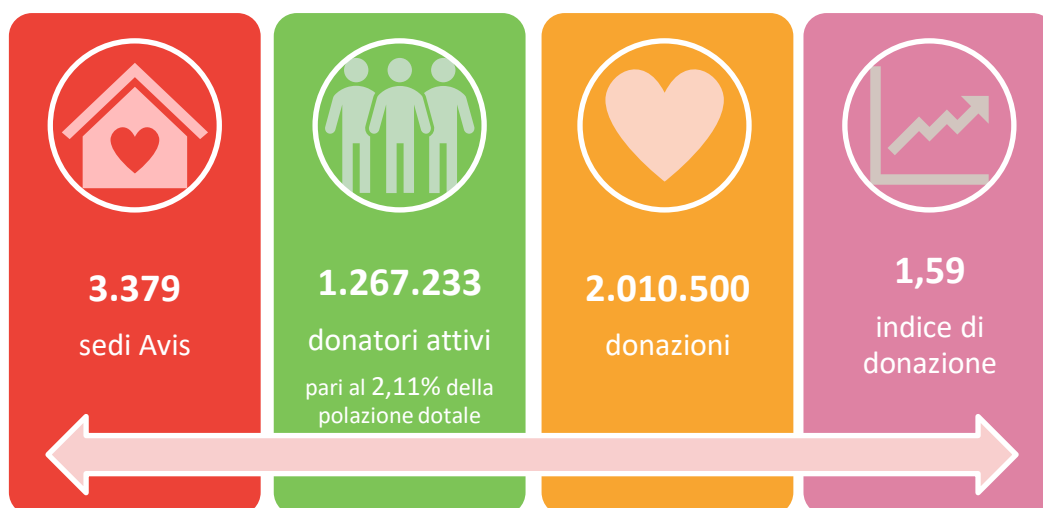 3.379
sedi Avis
1.267.233
donatori attivi
pari al 2,11% della
polazione dotale
2.010.500
donazioni
1,59
indice di
donazione